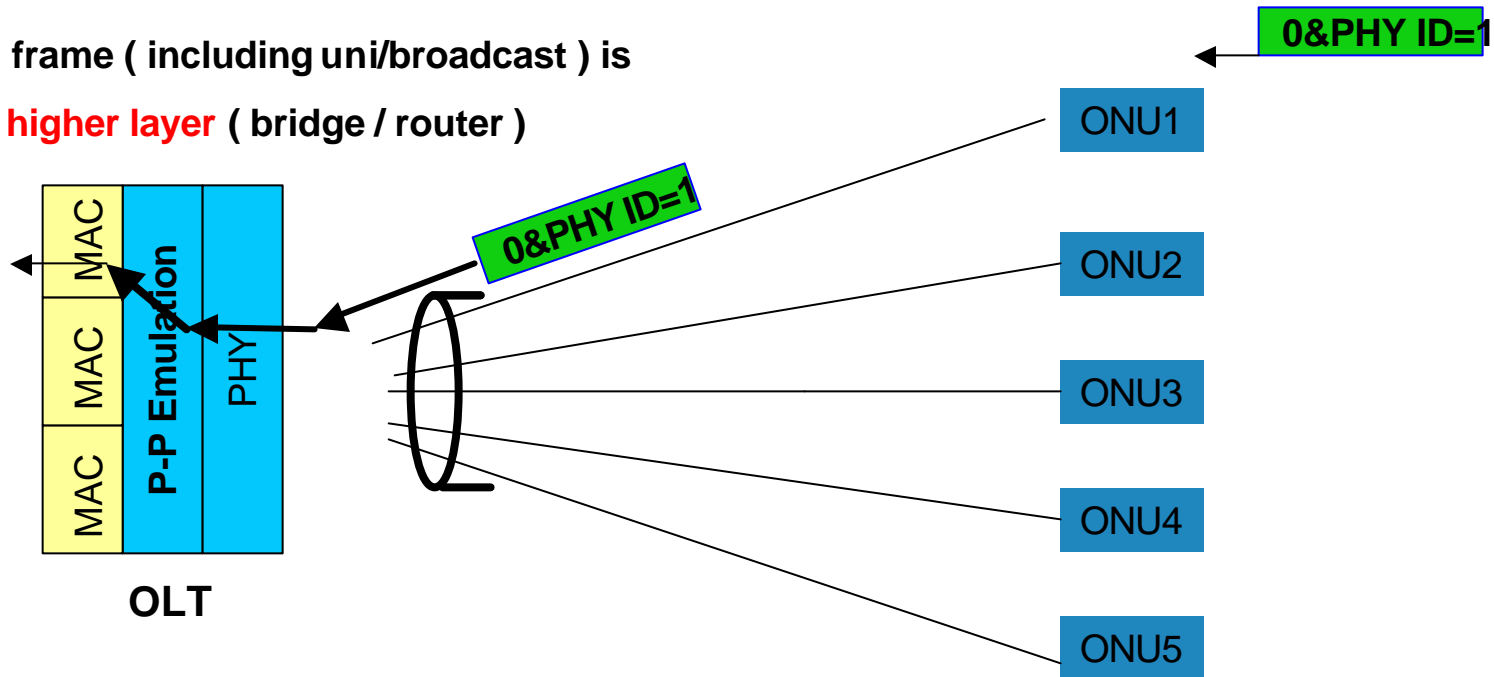 0&PHY ID=1
frame ( including uni/broadcast ) is
higher layer ( bridge / router )
ONU1
0&PHY ID=1
MAC
MAC
MAC
P-P Emulation
PHY
ONU2
ONU3
ONU4
OLT
ONU5